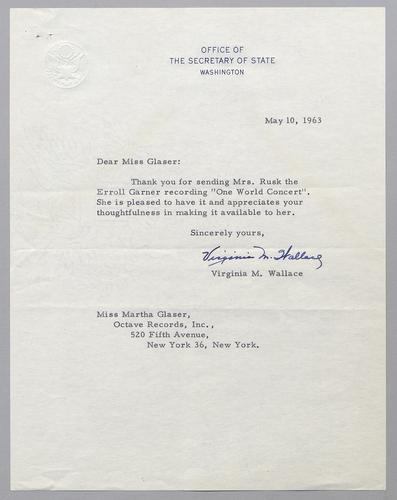 OFFICE OF
THE SECRETARY OF STATE
WASHINGTON
May 10, 1963
Dear Miss Glaser:
Thank you for sending Mrs. Rusk the
Erroll Garner recording "One World Concert".
She is pleased to have it and appreciates your
thoughtfulness in making it available to her.
Sincerely yours,
Virginia M. Wallace
Virginia M. Wallace
Miss Martha Glaser,
Octave Records, Inc.,
520 Fifth Avenue,
New York 36, New York.